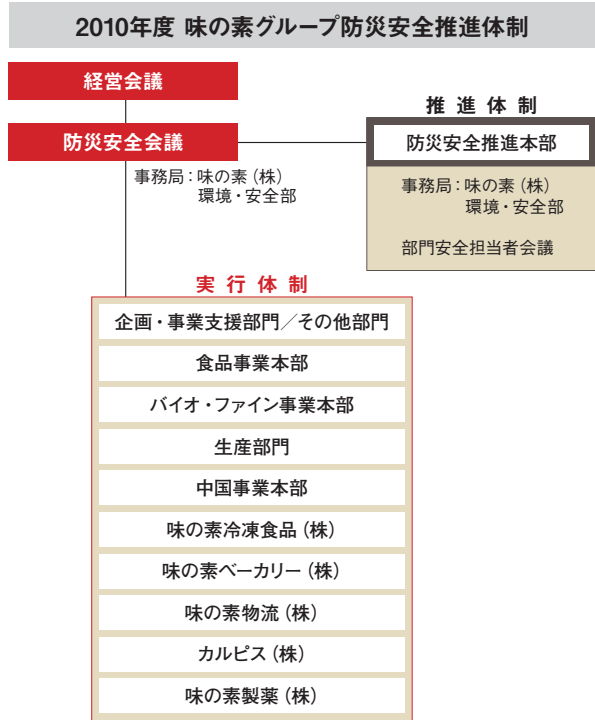 2010年度 味の素グループ防災安全推進体制
経営会議
防災安全会議
事務局：味の素（株）
環境・安全部
推進体制
防災安全推進本部
事務局：味の素（株）
環境・安全部
部門安全担当者会議
実行体制
企画・事業支援部門／その他部門
食品事業本部
バイオ・ファイン事業本部
生産部門
中国事業本部
味の素冷凍食品（株）
味の素ベーカリー（株）
味の素物流（株）
カルピス（株）
味の素製薬（株）